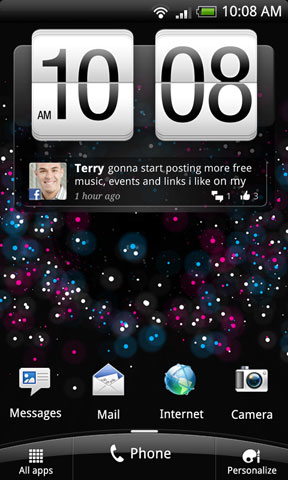 10:08 AM
10 08
AM
Terry gonna start posting more free
music, events and links i like on my
1 hour ago 1 3
Messages Mail Internet Camera
All apps Phone Personalize